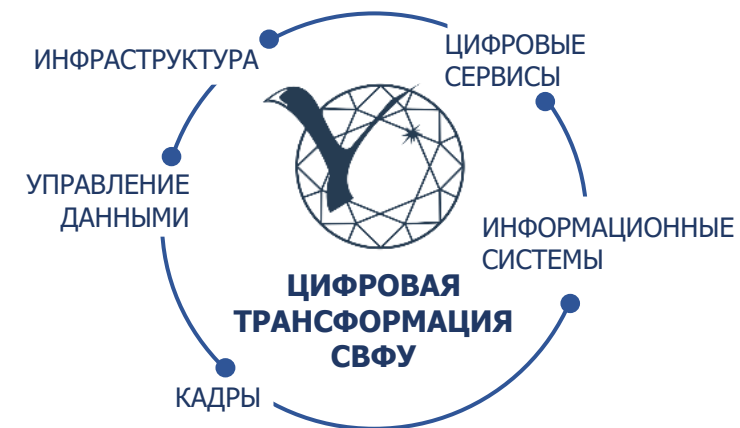 ИНФРАСТРУКТУРА
ЦИФРОВЫЕ
СЕРВИСЫ
УПРАВЛЕНИЕ
ДАННЫМИ
ИНФОРМАЦИОННЫЕ
СИСТЕМЫ
ЦИФРОВАЯ
ТРАНСФОРМАЦИЯ
СВФУ
КАДРЫ